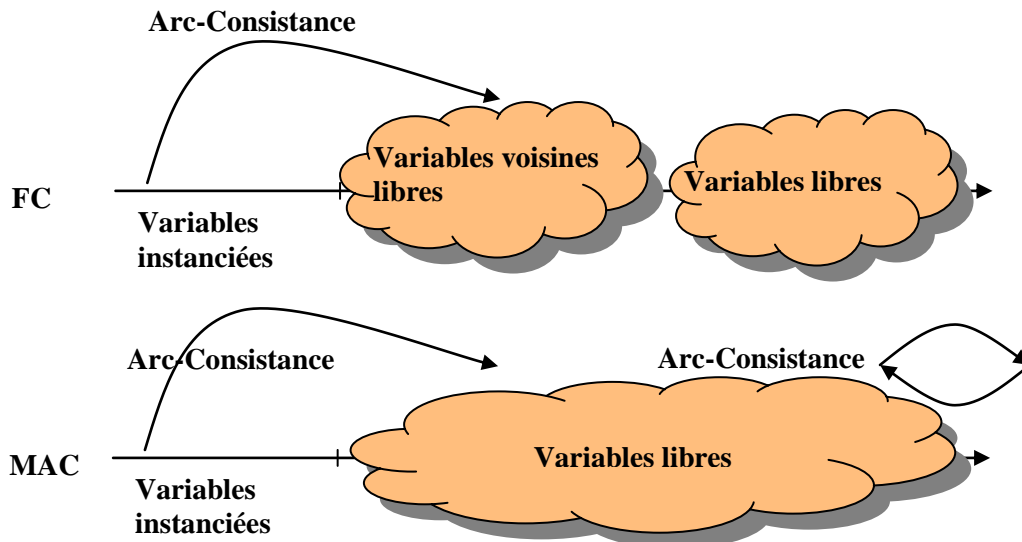 Arc-Consistance
Variables voisines
libres
Variables libres
FC
Variables
instanciées
Arc-Consistance
Arc-Consistance
Variables libres
MAC
Variables
instanciées